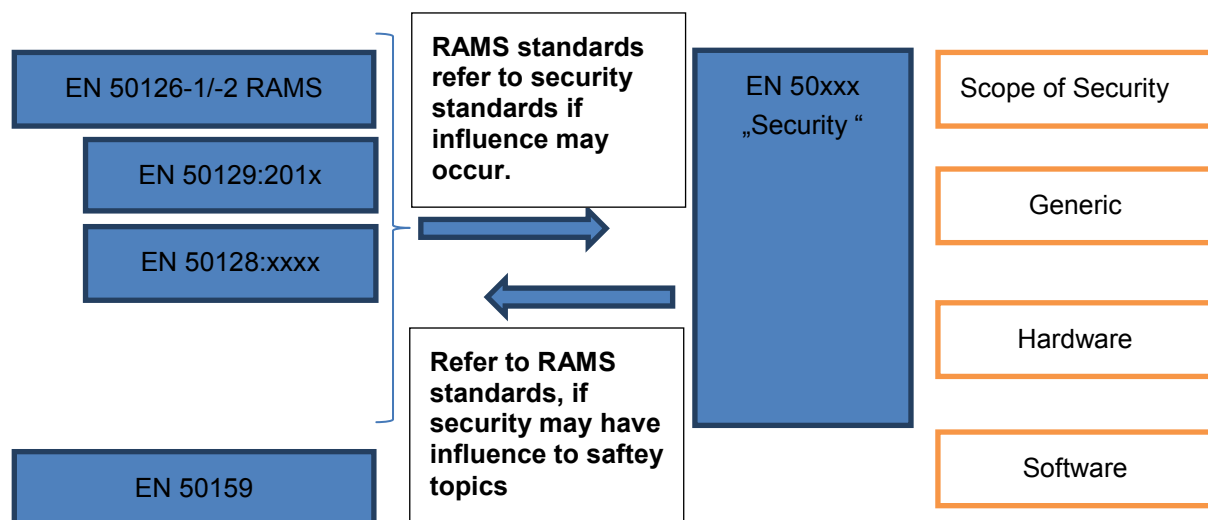 EN 50126-1/-2 RAMS
EN 50129:201x
EN 50128:xxxx
EN 50159
RAMS standards
refer to security
standards if
influence may
occur.
Refer to RAMS
standards, if
security may have
influence to saftey
topics
EN 50xxx
„Security “
Scope of Security
Generic
Hardware
Software